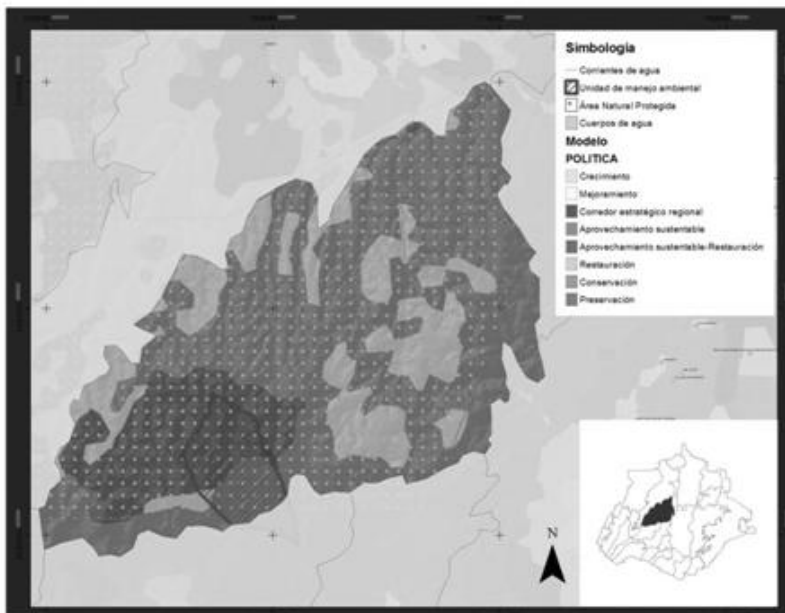 Simbología
Corrientes de agua
Unidad de manejo ambiental
Área Natural Protegida
Cuerpos de agua
Modelo
POLITICA
Crecimiento
Mejoramiento
Corredor estratégico regional
Aprovechamiento sustentable
Aprovechamiento sustentable-Restauración
Restauración
Conservación
Preservación
N